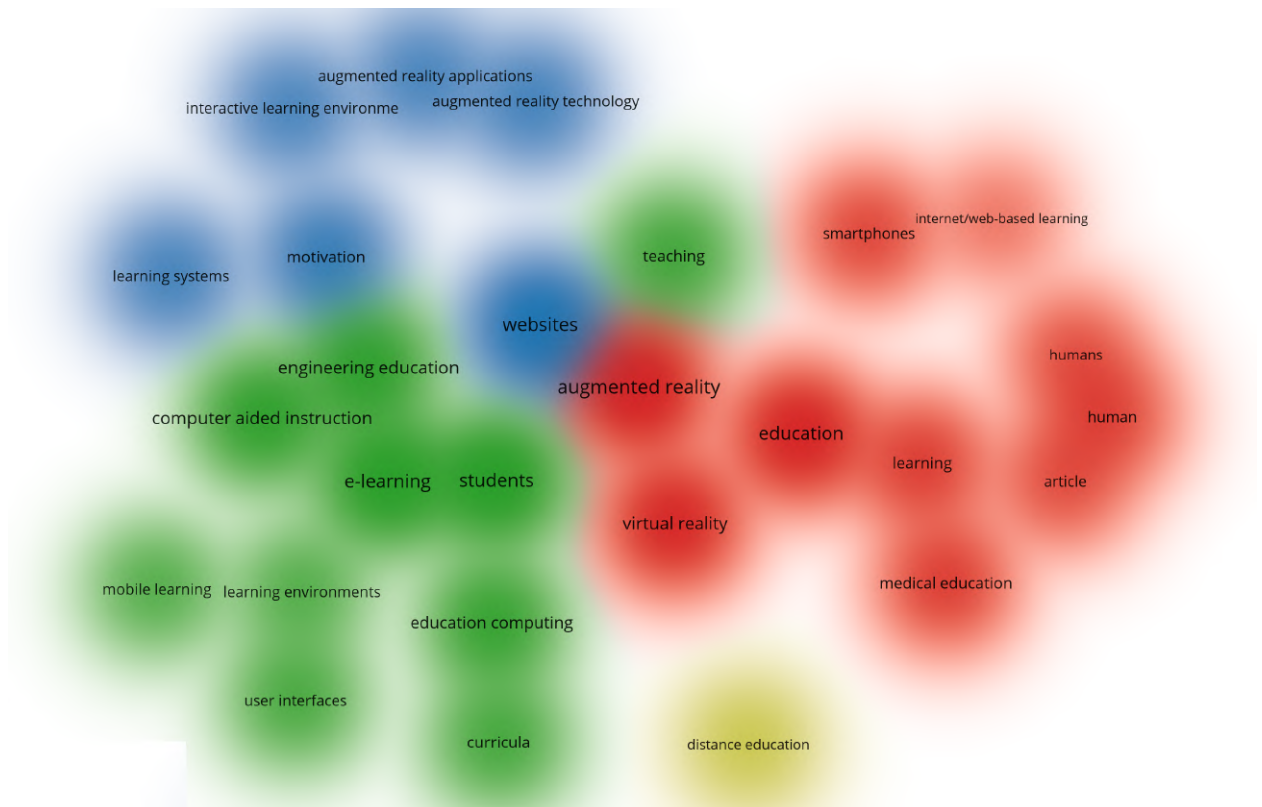 augmented reality applications
interactive learning environme
augmented reality technology
internet/web-based learning
smartphones
teaching
motivation
learning systems
websites
humans
engineering education
augmented reality
human
computer aided instruction
education
learning
e-learning
students
article
virtual reality
medical education
mobile learning
learning environments
education computing
user interfaces
curricula
distance education